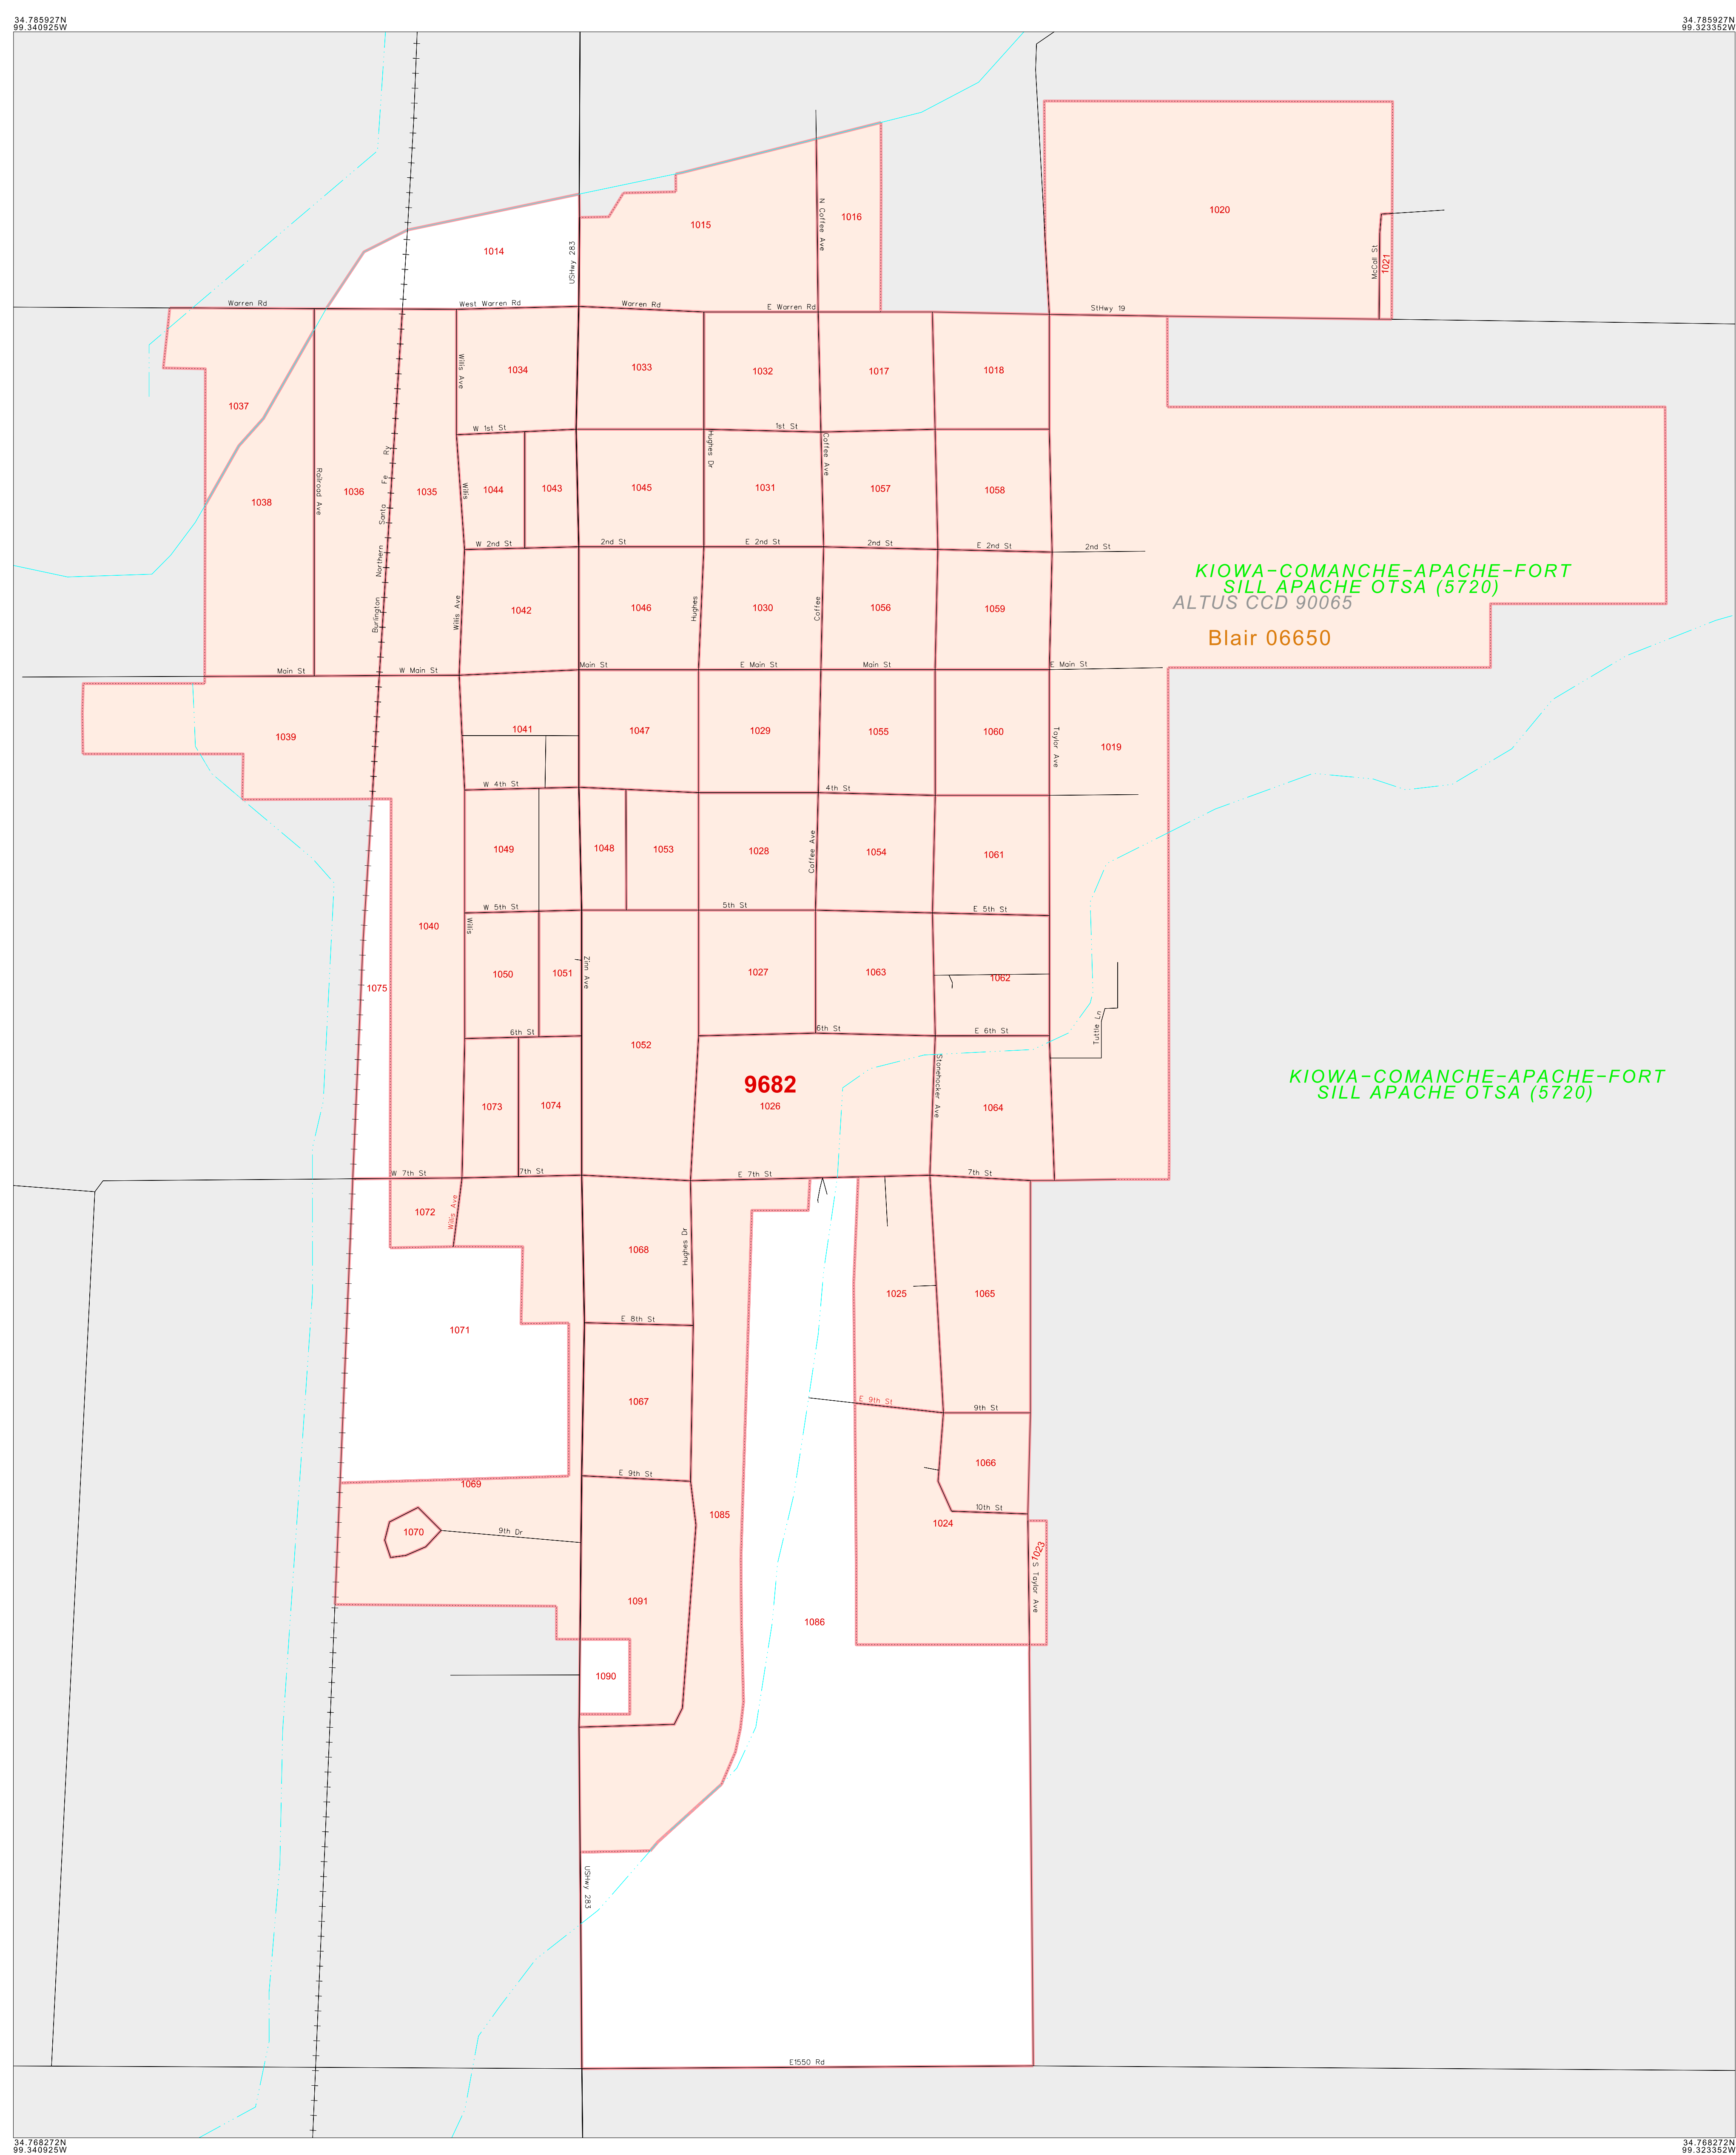 34.785927N
99.340925W
34.785927N
99.323352W
1020
N Coffee Ave
1016
1015
1014
USHwy 283
McCall St
1021
Warren Rd
West Warren Rd
Warren Rd
E Warren Rd
StHwy 19
Willis Ave
1034
1033
1032
1017
1018
1037
W 1st St
1st St
Hughes Dr
Coffee Ave
Burlington Northern Santa Fe Ry
Railroad Ave
1038
1036
1035
Willis
1044
1043
1045
1031
1057
1058
W 2nd St
2nd St
E 2nd St
2nd St
E 2nd St
2nd St
KIOWA-COMANCHE-APACHE-FORT
SILL APACHE OTSA (5720)
ALTUS CCD 90065
Blair 06650
Willis Ave
1042
1046
Hughes
1030
Coffee
1056
1059
Main St
W Main St
Main St
E Main St
Main St
E Main St
1039
1041
1047
1029
1055
1060
Taylor Ave
1019
W 4th St
4th St
1049
1048
1053
1028
Coffee Ave
1054
1061
W 5th St
5th St
E 5th St
1040
Willis
1075
1050
1051
Zinn Ave
1027
1063
1062
6th St
6th St
E 6th St
Tuttle Ln
1052
9682
1026
Stonehocker Ave
1073
1074
1064
KIOWA-COMANCHE-APACHE-FORT
SILL APACHE OTSA (5720)
W 7th St
7th St
E 7th St
7th St
1072
Willis Ave
1068
Hughes Dr
1025
1065
1071
E 8th St
1067
E 9th St
9th St
1066
E 9th St
1069
1070
9th Dr
1085
10th St
1024
1023
S Taylor Ave
1091
1086
1090
USHwy 283
E1550 Rd
34.768272N
99.340925W
34.768272N
99.323352W